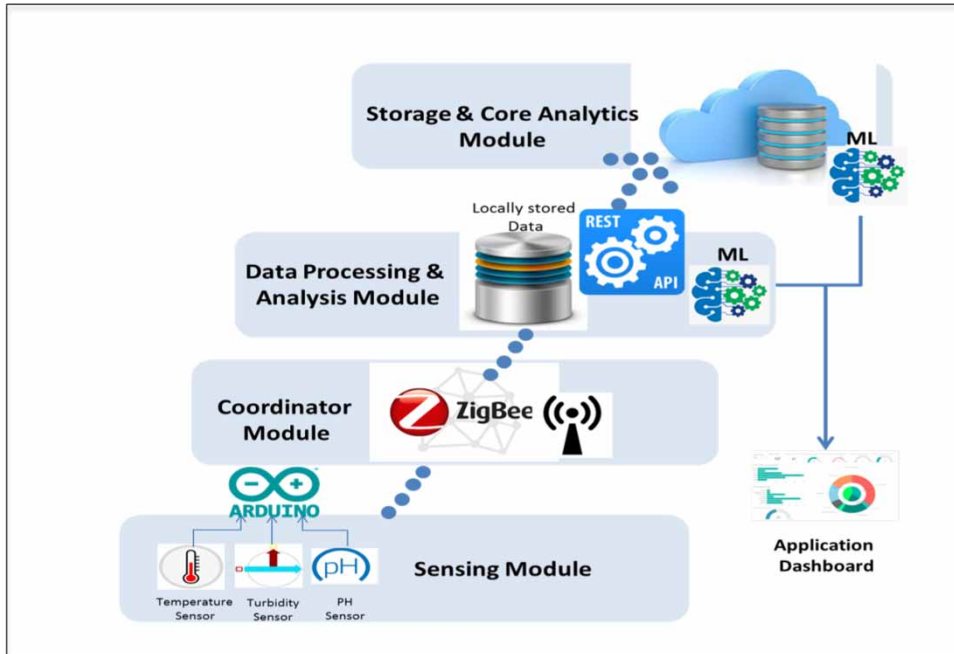 Storage & Core Analytics
Module
ML
Locally stored
Data
REST
API
Data Processing &
Analysis Module
ML
Coordinator
Module
ZigBee
ARDUINO
pH
Sensing Module
Temperature
Sensor
Turbidity
Sensor
PH
Sensor
Application
Dashboard